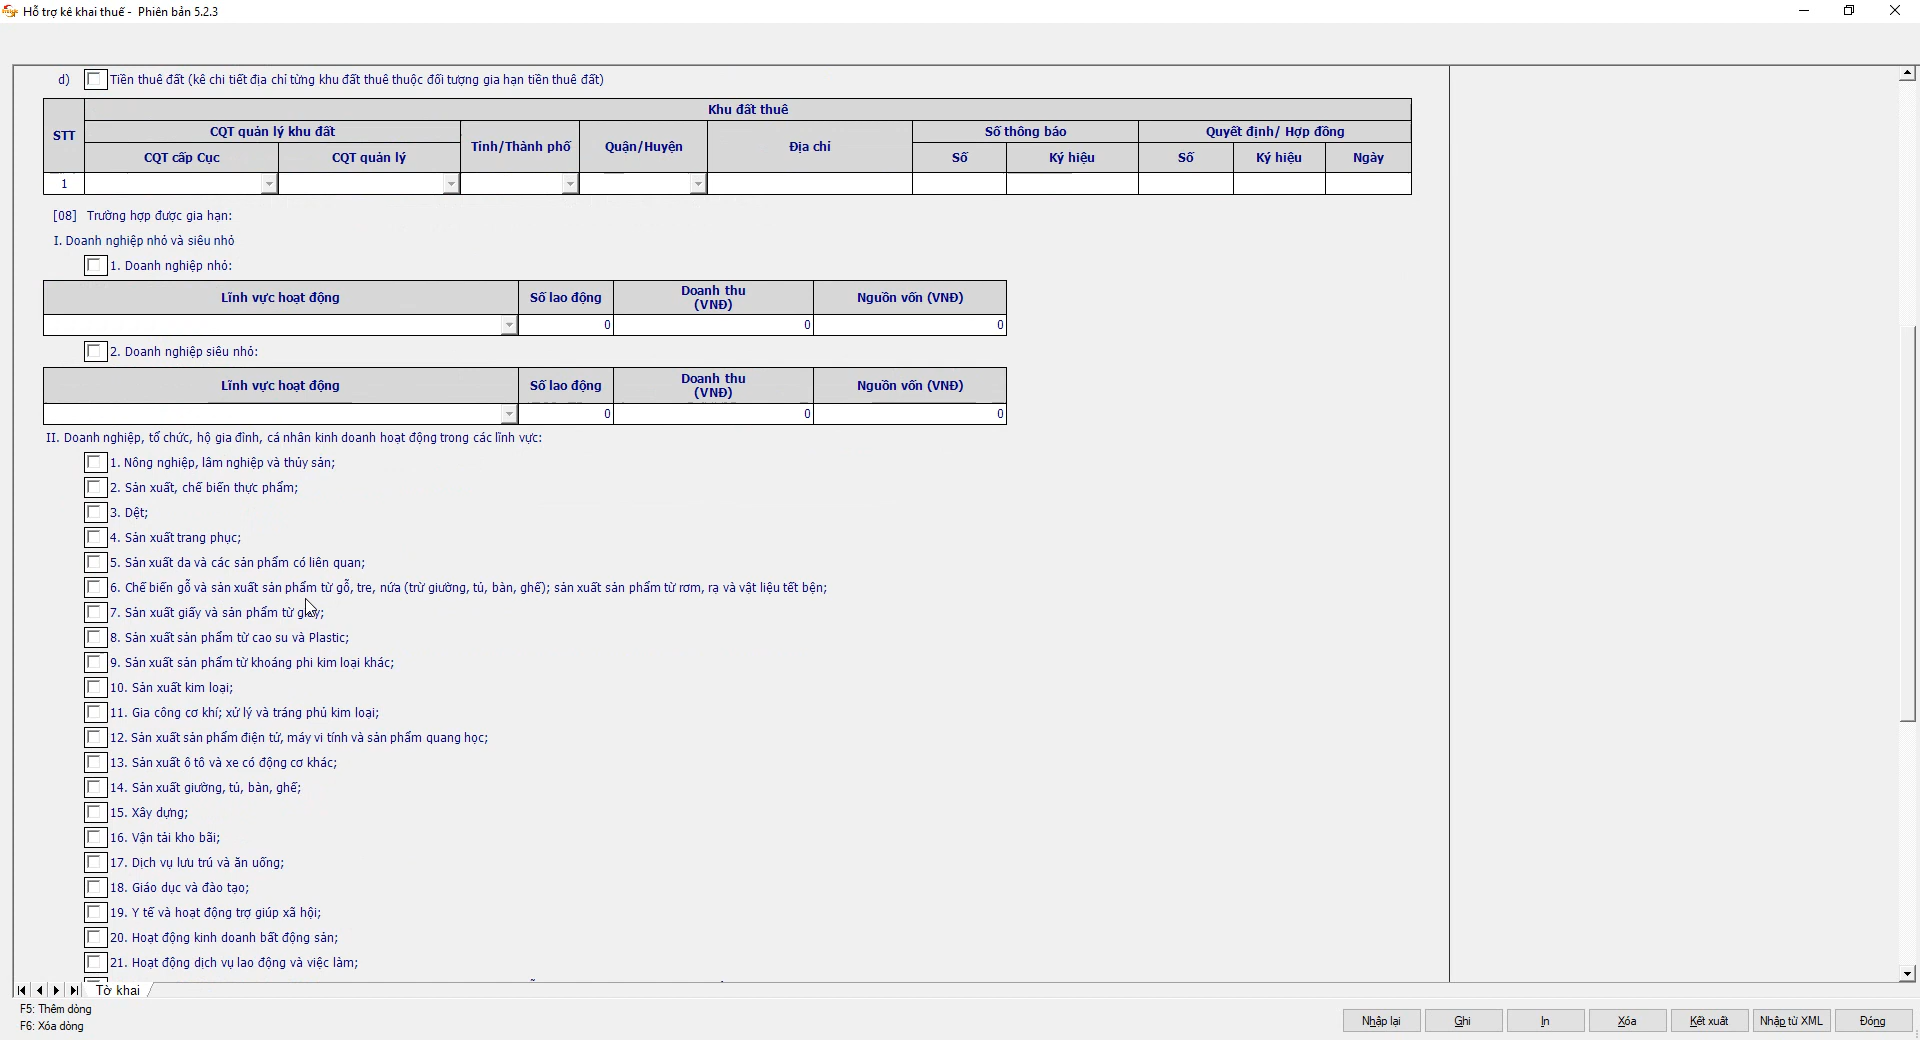 Hỗ trợ kê khai thuế - Phiên bản 5.2.3
d) Tiền thuê đất (kê chi tiết địa chỉ từng khu đất thuê thuộc đối tượng gia hạn tiền thuê đất)
Khu đất thuê
STT
CQT quản lý khu đất
Tỉnh/Thành phố
Quận/Huyện
Địa chỉ
Số thông báo
Quyết định/ Hợp đồng
CQT cấp Cục
CQT quản lý
Số
Ký hiệu
Số
Ký hiệu
Ngày
1
[08] Trường hợp được gia hạn:
I. Doanh nghiệp nhỏ và siêu nhỏ
1. Doanh nghiệp nhỏ:
Lĩnh vực hoạt động
Số lao động
Doanh thu
(VNĐ)
Nguồn vốn (VNĐ)
0
0
0
2. Doanh nghiệp siêu nhỏ:
Lĩnh vực hoạt động
Số lao động
Doanh thu
(VNĐ)
Nguồn vốn (VNĐ)
0
0
0
II. Doanh nghiệp, tổ chức, hộ gia đình, cá nhân kinh doanh hoạt động trong các lĩnh vực:
1. Nông nghiệp, lâm nghiệp và thủy sản;
2. Sản xuất, chế biến thực phẩm;
3. Dệt;
4. Sản xuất trang phục;
5. Sản xuất da và các sản phẩm có liên quan;
6. Chế biến gỗ và sản xuất sản phẩm từ gỗ, tre, nứa (trừ giường, tủ, bàn, ghế); sản xuất sản phẩm từ rơm, rạ và vật liệu tết bện;
7. Sản xuất giấy và sản phẩm từ giấy;
8. Sản xuất sản phẩm từ cao su và Plastic;
9. Sản xuất sản phẩm từ khoáng phi kim loại khác;
10. Sản xuất kim loại;
11. Gia công cơ khí; xử lý và tráng phủ kim loại;
12. Sản xuất sản phẩm điện tử, máy vi tính và sản phẩm quang học;
13. Sản xuất ô tô và xe có động cơ khác;
14. Sản xuất giường, tủ, bàn, ghế;
15. Xây dựng;
16. Vận tải kho bãi;
17. Dịch vụ lưu trú và ăn uống;
18. Giáo dục và đào tạo;
19. Y tế và hoạt động trợ giúp xã hội;
20. Hoạt động kinh doanh bất động sản;
21. Hoạt động dịch vụ lao động và việc làm;
Tờ khai
F5: Thêm dòng
F6: Xóa dòng
Nhập lại
Ghi
In
Xóa
Kết xuất
Nhập từ XML
Đóng